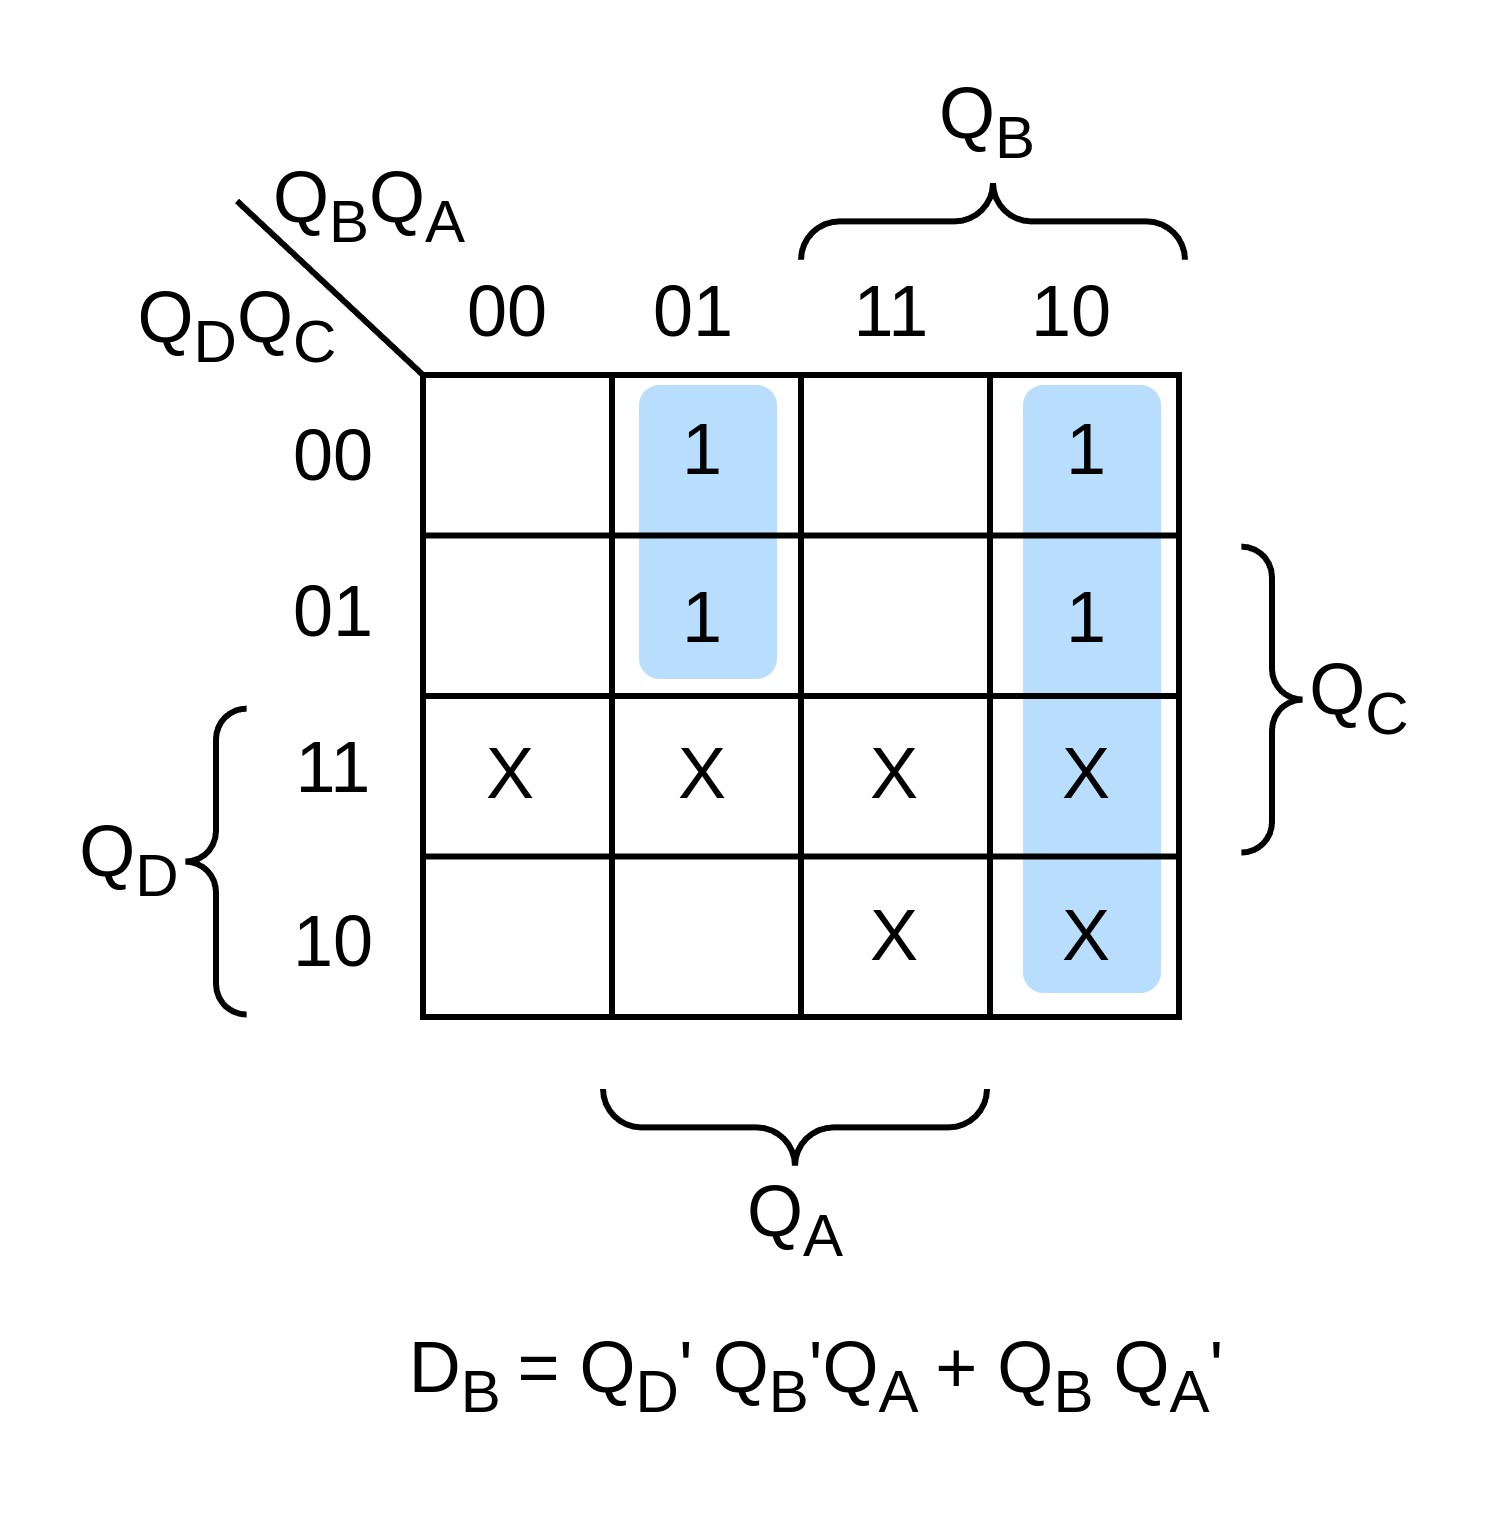 Q_B
Q_BQ_A
Q_DQ_C
00 01 11 10
00 1 1
01 1 1
Q_C
11 X X X X
Q_D
10 X X
Q_A
D_B = Q_D' Q_B'Q_A + Q_B Q_A'